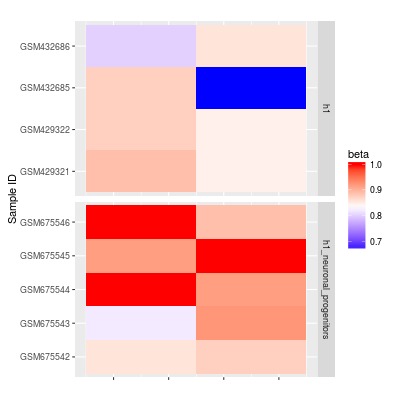 GSM432686
GSM432685
GSM429322
GSM429321
h1
GSM675546
GSM675545
GSM675544
GSM675543
GSM675542
h1_neuronal_progenitors
Sample ID
beta
1.0
0.9
0.8
0.7